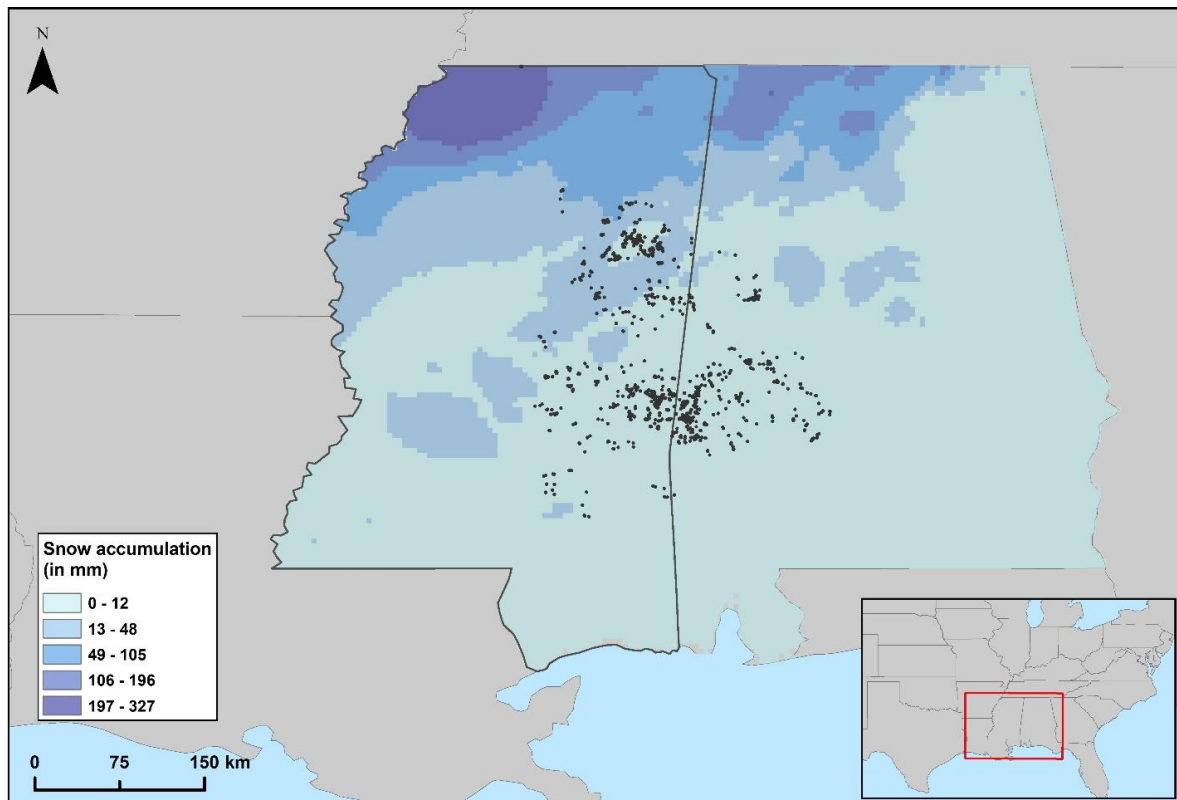 N
Snow accumulation
(in mm)
0 - 12
13 - 48
49 - 105
106 - 196
197 - 327
0 75 150 km